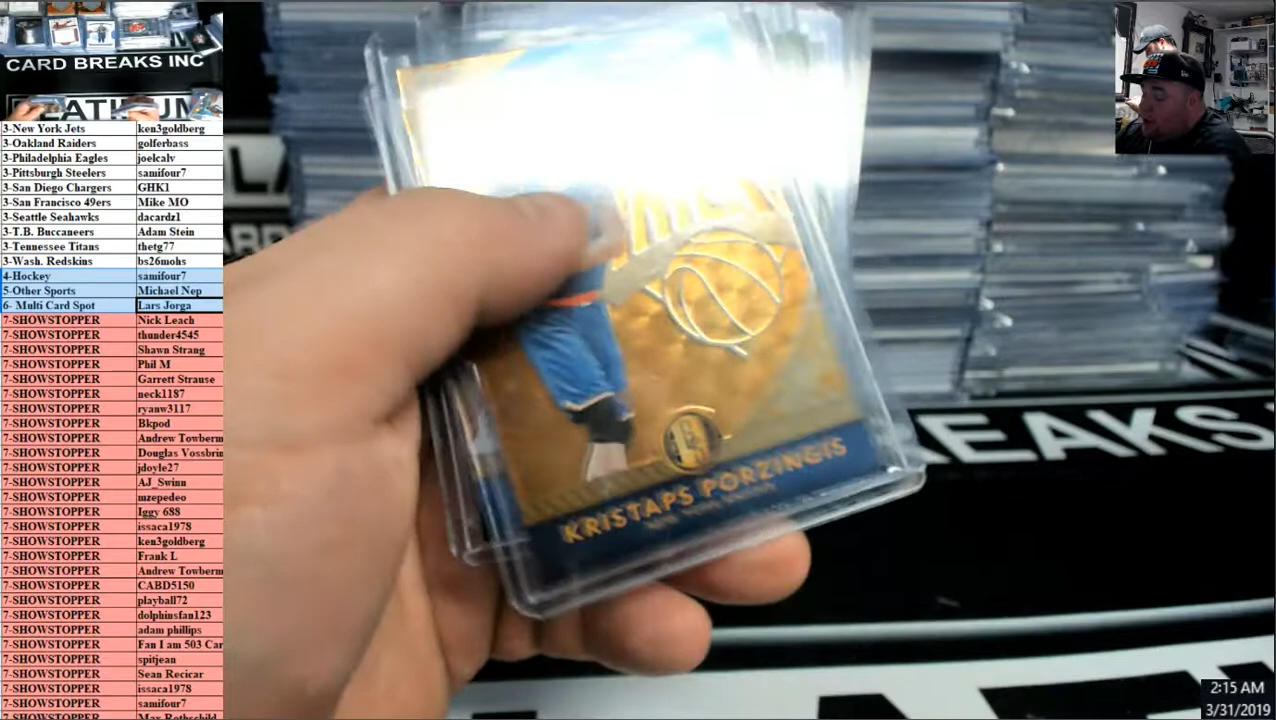 CARD BREAKS INC
3-New York Jets ken3goldberg
3-Oakland Raiders golferbass
3-Philadelphia Eagles joelcalv
3-Pittsburgh Steelers samifour7
3-San Diego Chargers GHK1
3-San Francisco 49ers Mike MO
3-Seattle Seahawks dacardz1
3-T.B. Buccaneers Adam Stein
3-Tennessee Titans thetg77
3-Wash. Redskins bs26mohs
4-Hockey samifour7
5-Other Sports Michael Nep
6- Multi Card Spot Lars Jorga
7-SHOWSTOPPER Nick Leach
7-SHOWSTOPPER thunder4545
7-SHOWSTOPPER Shawn Strang
7-SHOWSTOPPER Phil M
7-SHOWSTOPPER Garrett Strause
7-SHOWSTOPPER neck1187
7-SHOWSTOPPER ryanw3117
7-SHOWSTOPPER Bkpod
7-SHOWSTOPPER Andrew Towberm
7-SHOWSTOPPER Douglas Vossbrin
7-SHOWSTOPPER jdoyle27
7-SHOWSTOPPER AJ_Swinn
7-SHOWSTOPPER mzepedeo
7-SHOWSTOPPER Iggy 688
7-SHOWSTOPPER issaca1978
7-SHOWSTOPPER ken3goldberg
7-SHOWSTOPPER Frank L
7-SHOWSTOPPER Andrew Towberm
7-SHOWSTOPPER CABD5150
7-SHOWSTOPPER playball72
7-SHOWSTOPPER dolphinsfan123
7-SHOWSTOPPER adam phillips
7-SHOWSTOPPER Fan I am 503 Car
7-SHOWSTOPPER spitjean
7-SHOWSTOPPER Sean Recicar
7-SHOWSTOPPER issaca1978
7-SHOWSTOPPER samifour7
7-SHOWSTOPPER Max Rothschild
KRISTAPS PORZINGIS
NEW YORK KNICKS
BREAKS
2:15 AM
3/31/2019